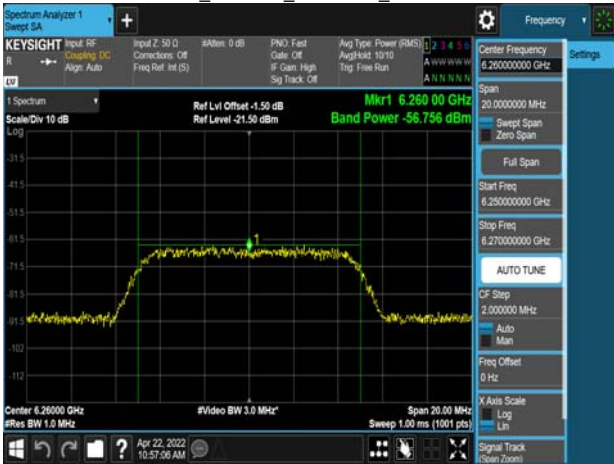 Spectrum Analyzer 1
Swept SA
+
Frequency
KEYSIGHT
R
Input: RF
Coupling: DC
Align: Auto
Input Z: 50 Ω
Corrections: Off
Freq Ref: Int (S)
#Atten: 0 dB
PNO: Fast
Gate: Off
IF Gain: High
Sig Track: Off
Avg Type: Power (RMS)
Avg|Hold: 10/10
Trig: Free Run
1 2 3 4 5 6
A W W W W W
A N N N N N
Center Frequency
6.260000000 GHz
Settings
Span
20.0000000 MHz
Swept Span
Zero Span
Full Span
Start Freq
6.250000000 GHz
Stop Freq
6.270000000 GHz
AUTO TUNE
CF Step
2.000000 MHz
Auto
Man
Freq Offset
0 Hz
X Axis Scale
Log
Lin
Signal Track
(Span Zoom)
1 Spectrum
Scale/Div 10 dB
Log
Ref Lvl Offset -1.50 dB
Ref Level -21.50 dBm
Mkr1 6.260 00 GHz
Band Power -56.756 dBm
-31.5
-41.5
-51.5
-61.5
-71.5
-81.5
-91.5
-102
-112
1
Center 6.26000 GHz
#Res BW 1.0 MHz
#Video BW 3.0 MHz*
Span 20.00 MHz
Sweep 1.00 ms (1001 pts)
?
Apr 22, 2022
10:57:06 AM